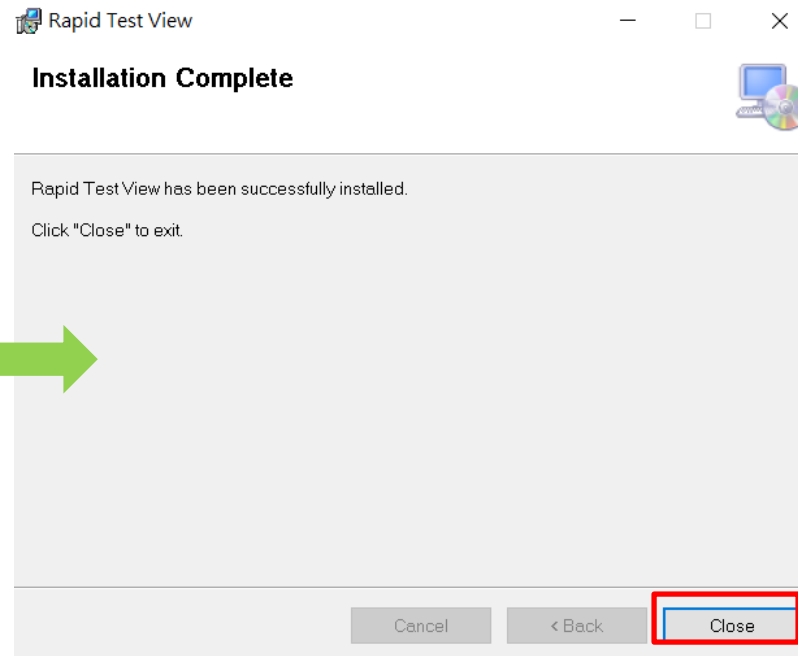 Rapid Test View
Installation Complete
Rapid Test View has been successfully installed.
Click "Close" to exit.
Cancel
< Back
Close